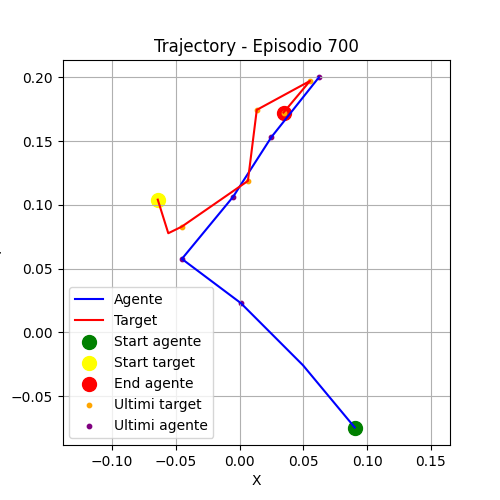 Trajectory - Episodio 700
0.20
0.15
0.10
0.05
0.00
−0.05
Agente
Target
Start agente
Start target
End agente
Ultimi target
Ultimi agente
−0.10 −0.05 0.00 0.05 0.10 0.15
X